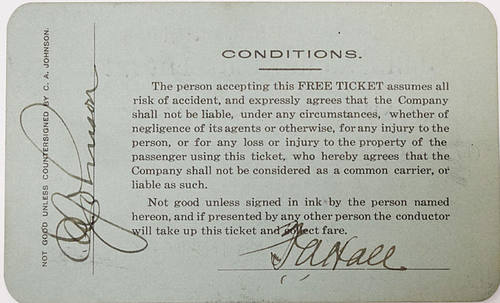 CONDITIONS.
The person accepting this FREE TICKET assumes all
risk of accident, and expressly agrees that the Company
shall not be liable, under any circumstances, whether of
negligence of its agents or otherwise, for any injury to the
person, or for any loss or injury to the property of the
passenger using this ticket, who hereby agrees that the
Company shall not be considered as a common carrier, or
liable as such.
Not good unless signed in ink by the person named
hereon, and if presented by any other person the conductor
will take up this ticket and collect fare.
NOT GOOD UNLESS COUNTERSIGNED BY C. A. JOHNSON.
CAJohnson
Hall